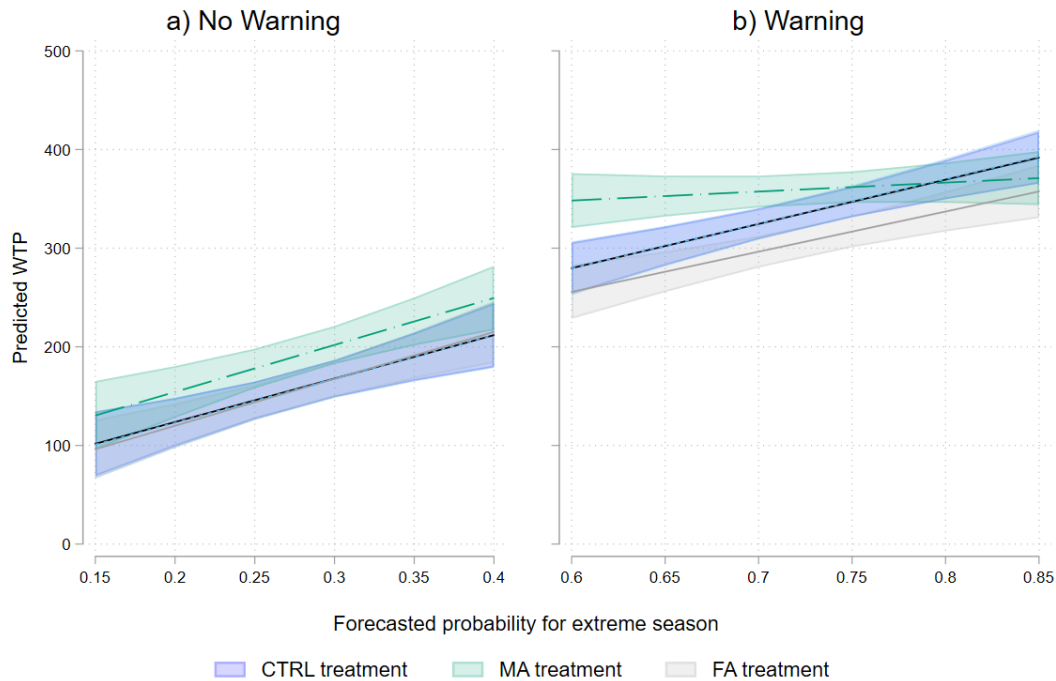 a) No Warning
b) Warning
Predicted WTP
500
400
300
200
100
0
0.15 0.2 0.25 0.3 0.35 0.4
0.6 0.65 0.7 0.75 0.8 0.85
Forecasted probability for extreme season
CTRL treatment MA treatment FA treatment